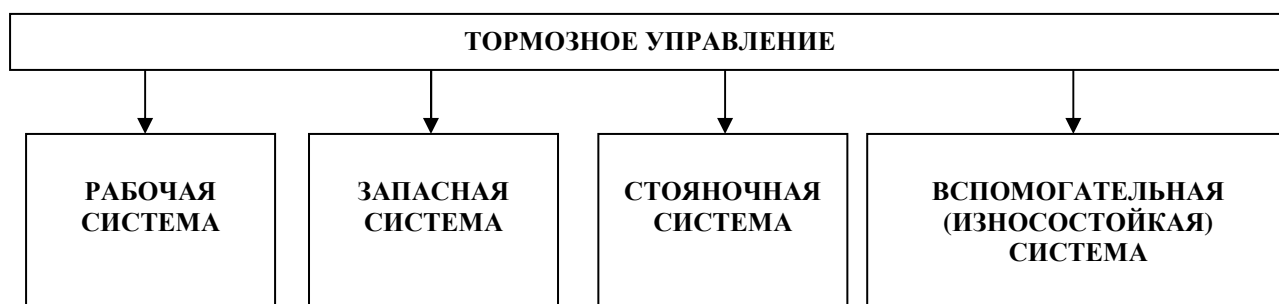 ТОРМОЗНОЕ УПРАВЛЕНИЕ
РАБОЧАЯ
СИСТЕМА
ЗАПАСНАЯ
СИСТЕМА
СТОЯНОЧНАЯ
СИСТЕМА
ВСПОМОГАТЕЛЬНАЯ
(ИЗНОСОСТОЙКАЯ)
СИСТЕМА